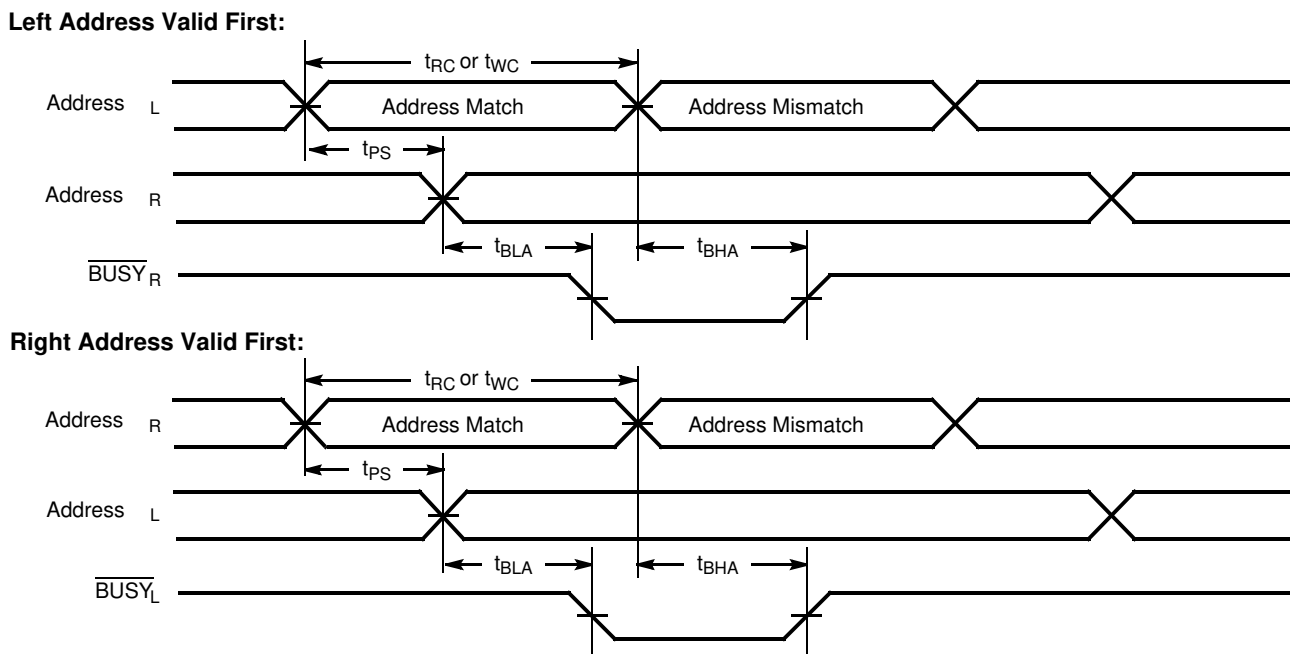 Left Address Valid First:
tRC or tWC
Address L
Address Match
Address Mismatch
tPS
Address R
tBLA
tBHA
BUSYR
Right Address Valid First:
tRC or tWC
Address R
Address Match
Address Mismatch
tPS
Address L
tBLA
tBHA
BUSYL